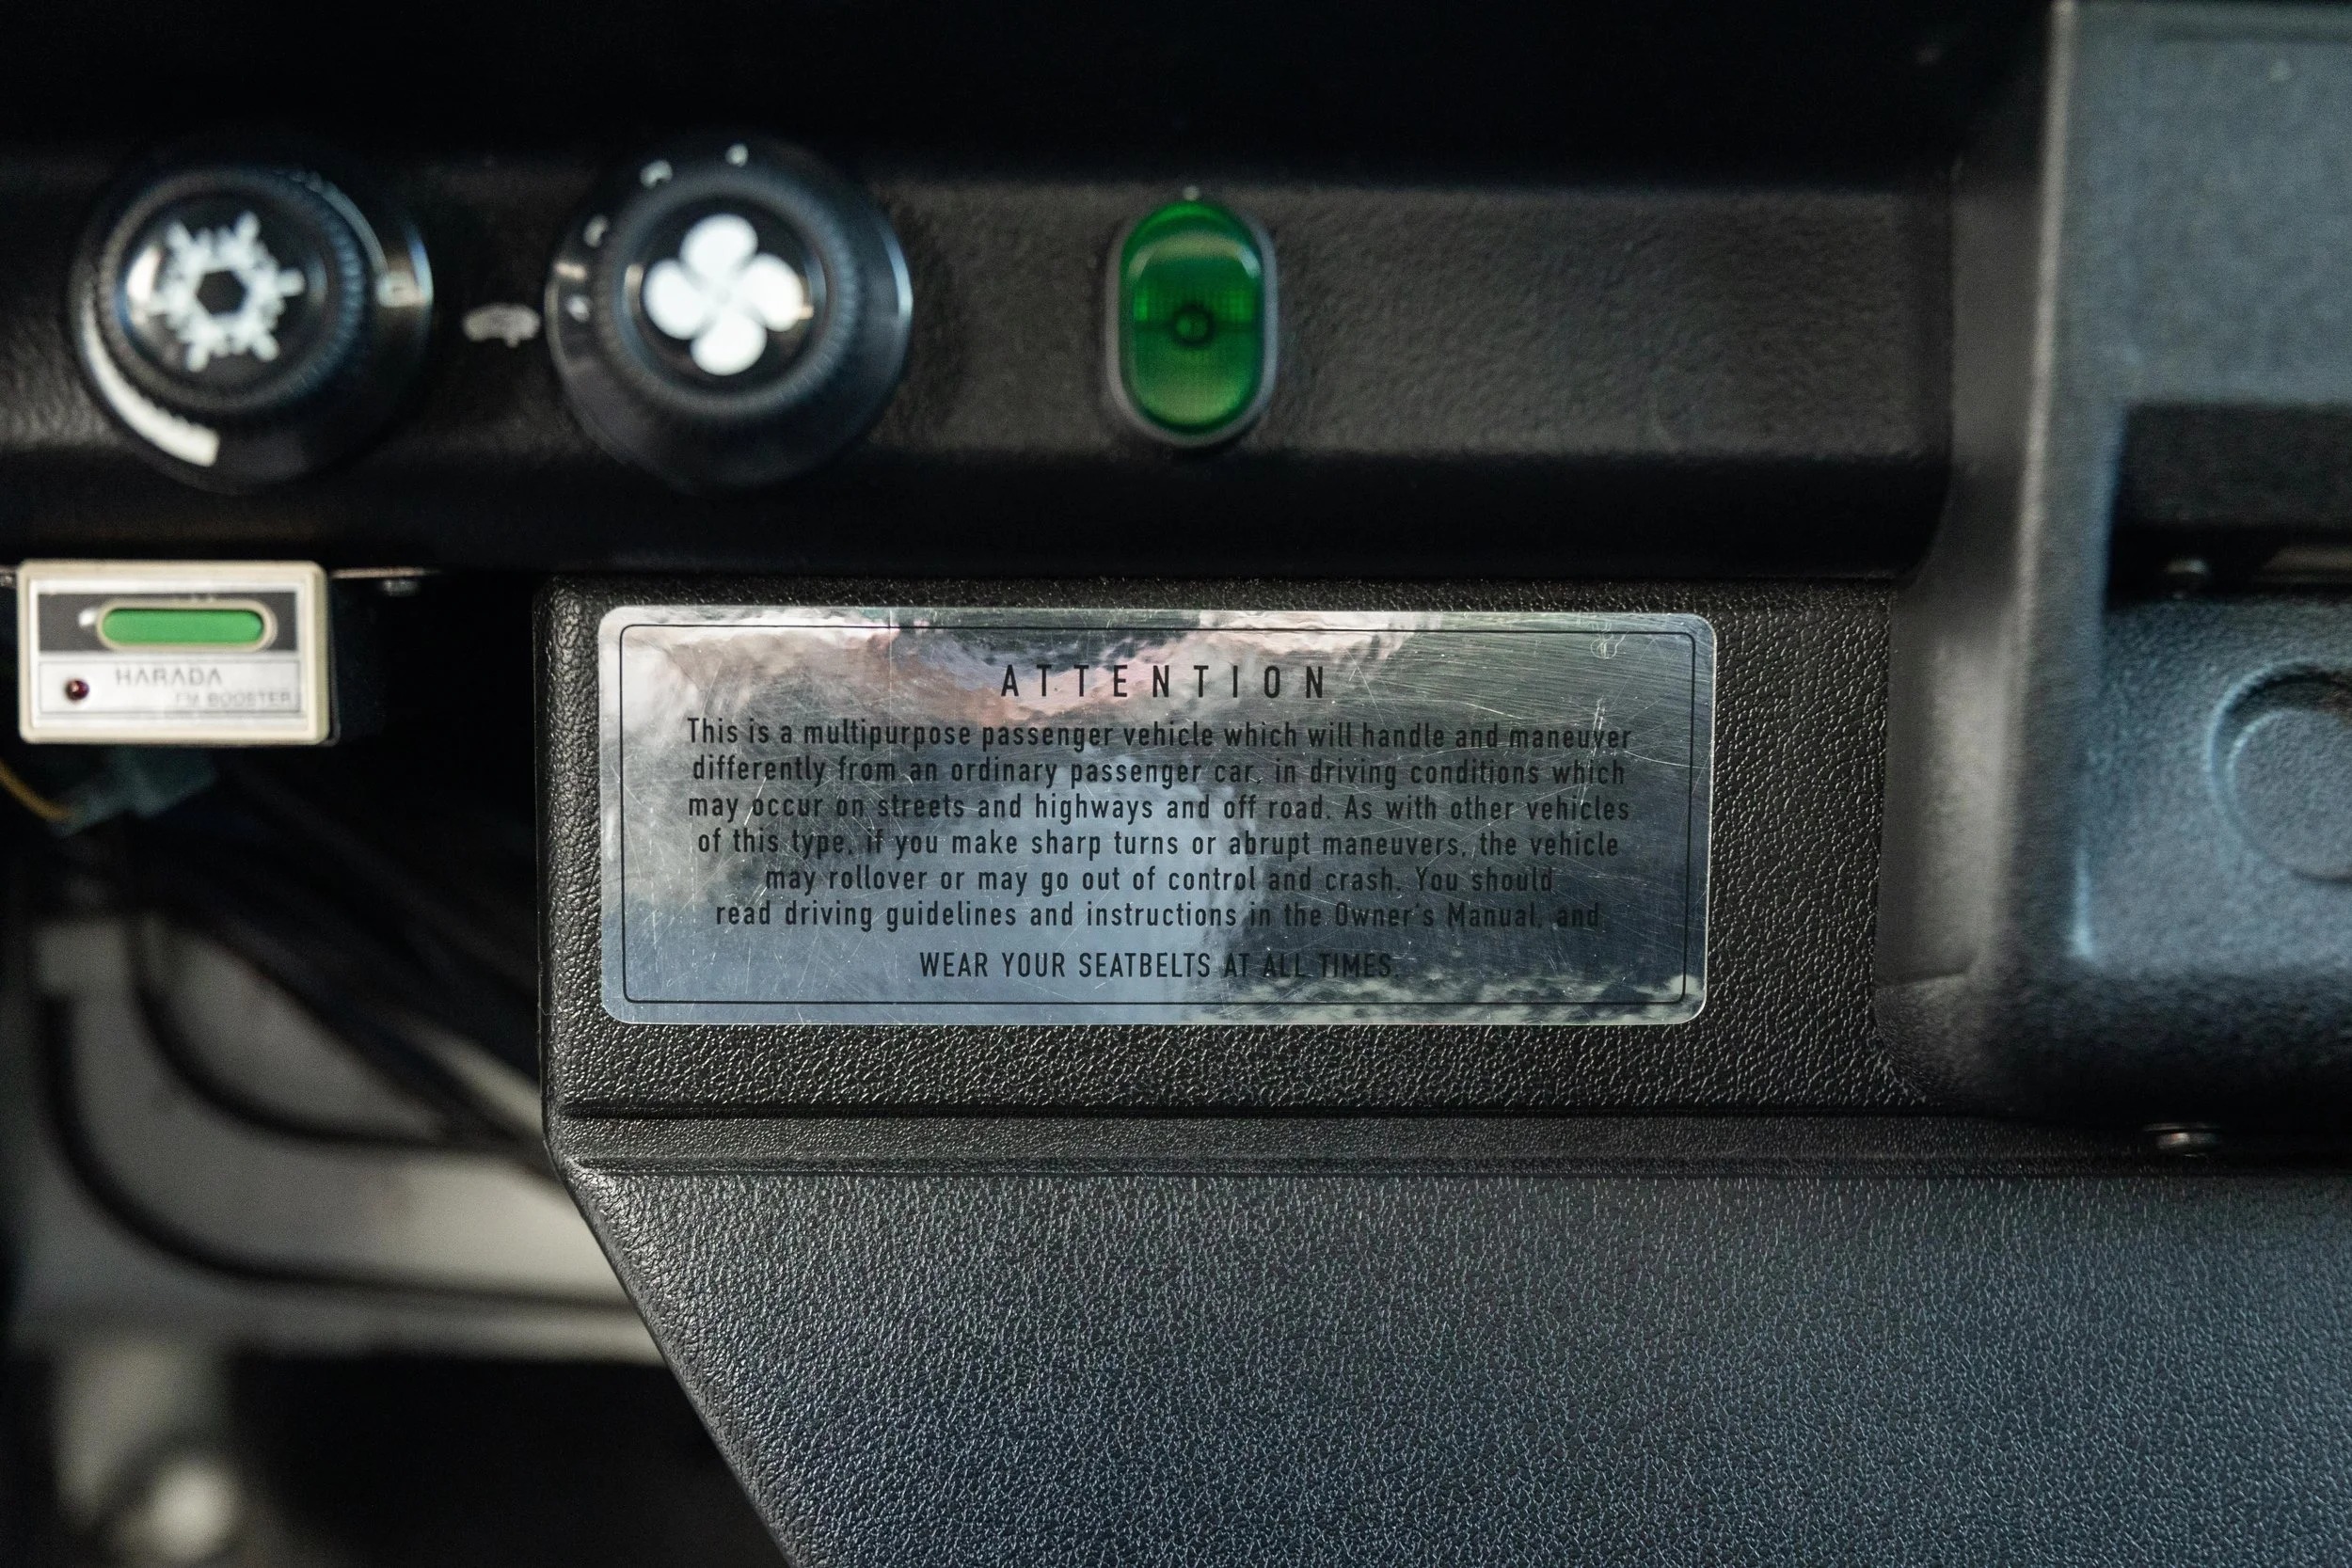 HARADA
FM BOOSTER
ATTENTION
This is a multipurpose passenger vehicle which will handle and maneuver
differently from an ordinary passenger car, in driving conditions which
may occur on streets and highways and off road. As with other vehicles
of this type, if you make sharp turns or abrupt maneuvers, the vehicle
may rollover or may go out of control and crash. You should
read driving guidelines and instructions in the Owner's Manual, and
WEAR YOUR SEATBELTS AT ALL TIMES.